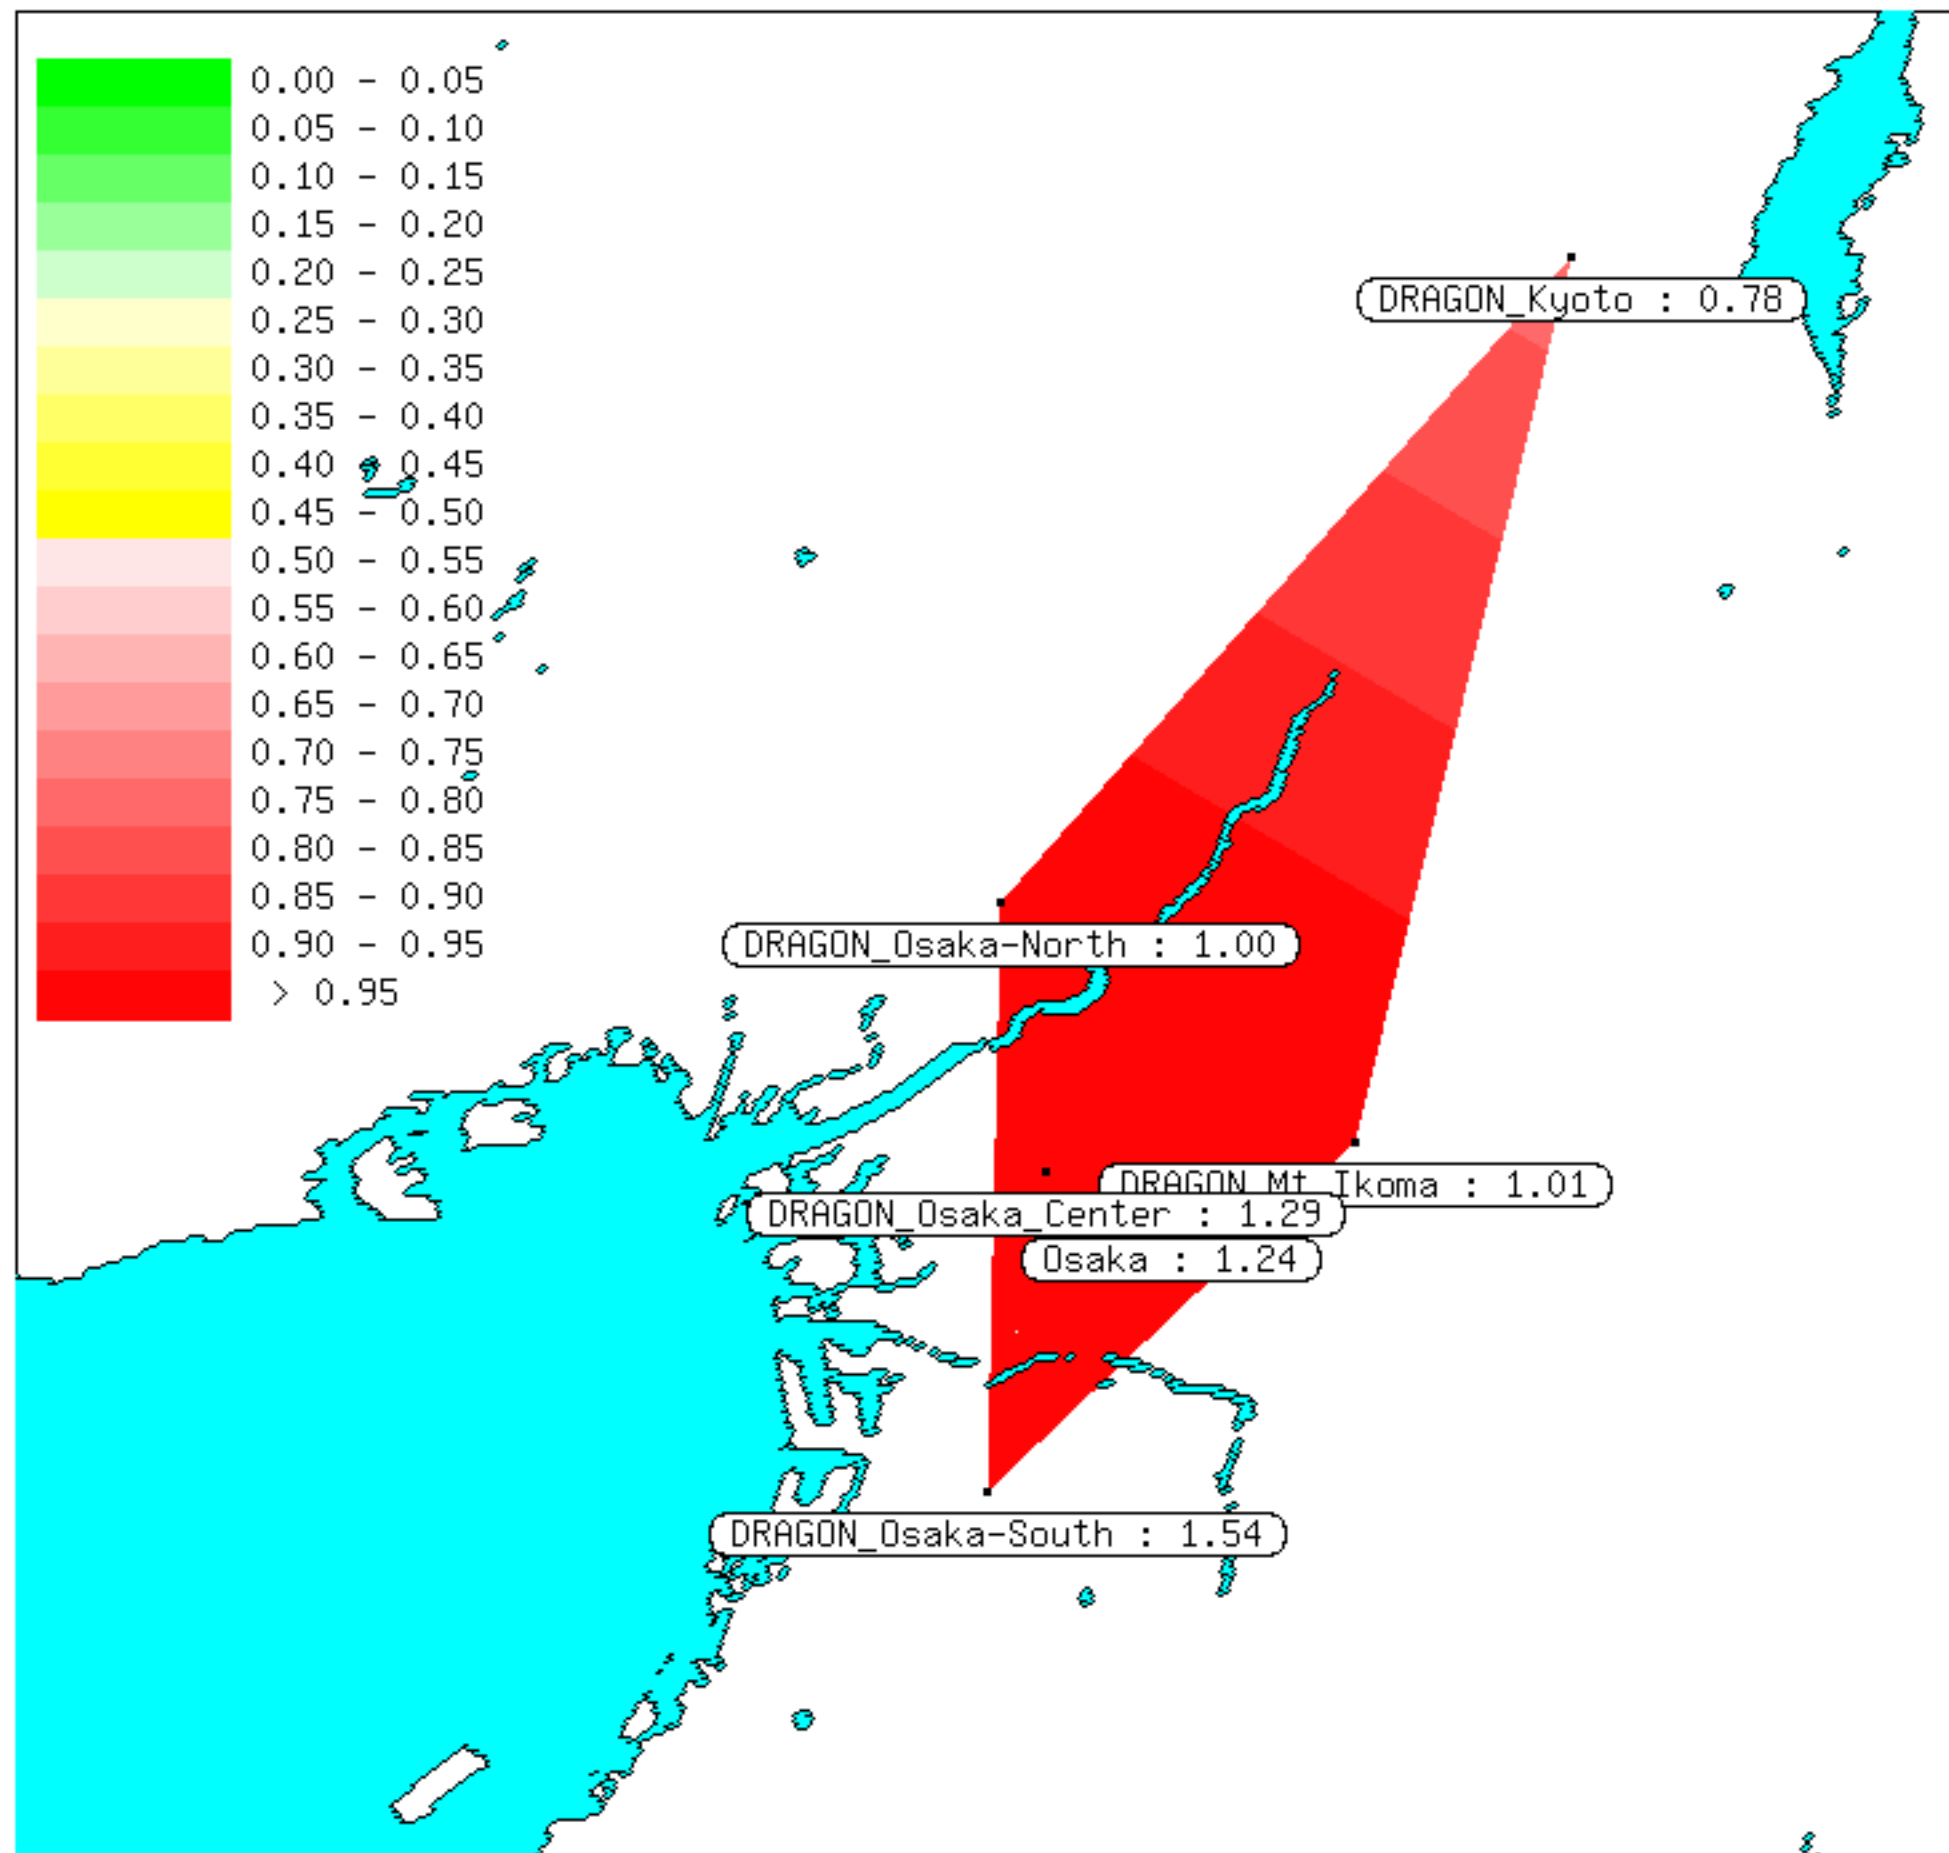 0.00 - 0.05
0.05 - 0.10
0.10 - 0.15
0.15 - 0.20
0.20 - 0.25
0.25 - 0.30
0.30 - 0.35
0.35 - 0.40
0.40 - 0.45
0.45 - 0.50
0.50 - 0.55
0.55 - 0.60
0.60 - 0.65
0.65 - 0.70
0.70 - 0.75
0.75 - 0.80
0.80 - 0.85
0.85 - 0.90
0.90 - 0.95
> 0.95
DRAGON_Kyoto : 0.78
DRAGON_Osaka-North : 1.00
DRAGON_Mt_Ikoma : 1.01
DRAGON_Osaka_Center : 1.29
Osaka : 1.24
DRAGON_Osaka-South : 1.54